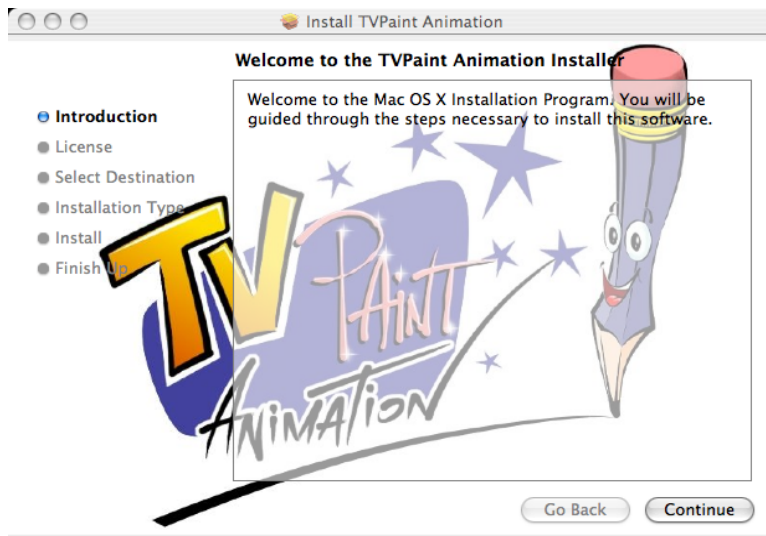 Install TVPaint Animation
Welcome to the TVPaint Animation Installer
Introduction
License
Select Destination
Installation Type
Install
Finish Up
Welcome to the Mac OS X Installation Program. You will be
guided through the steps necessary to install this software.
TV PAiNT
ANiMATiON
Go Back
Continue